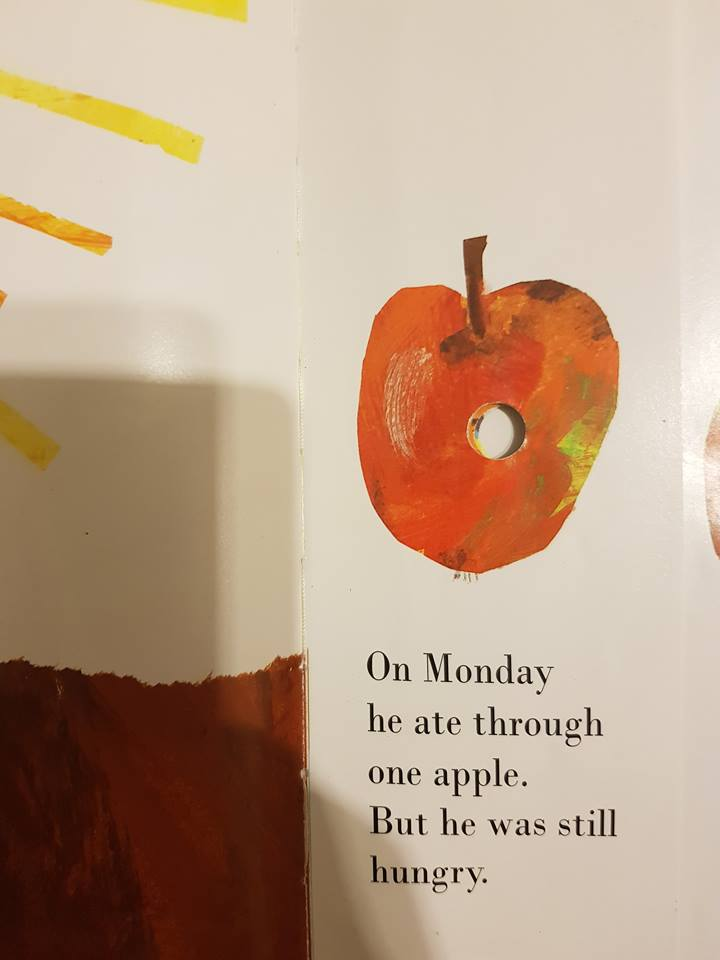 On Monday
he ate through
one apple.
But he was still
hungry.